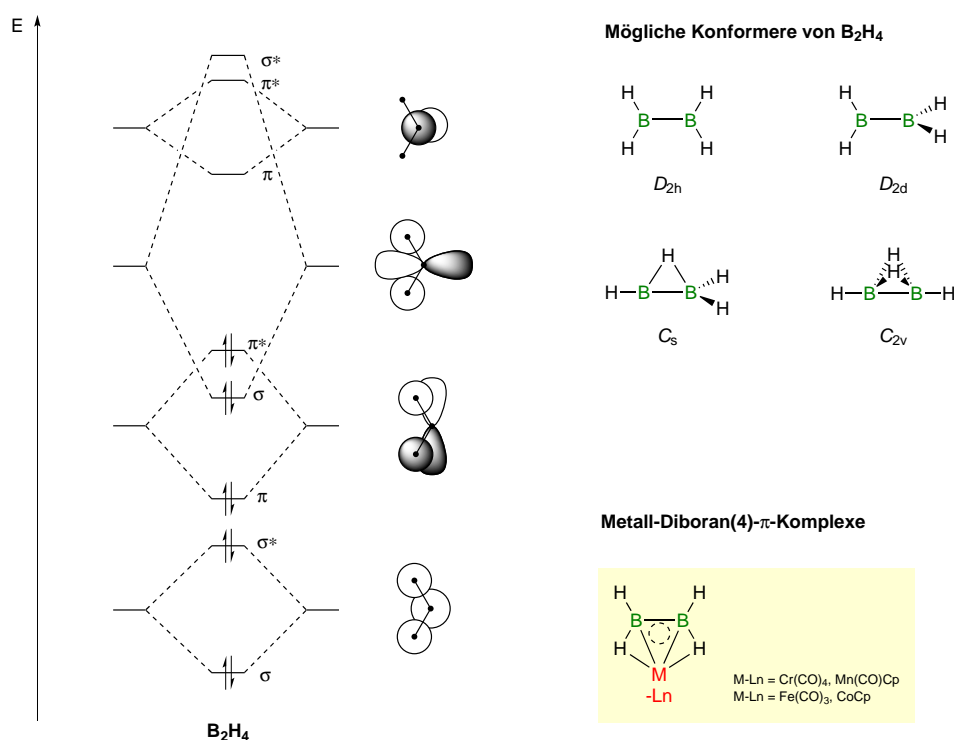 E
σ*
π*
π
π*
σ
π
σ*
σ
B₂H₄
Mögliche Konformere von B₂H₄
H H
B B
H H
D₂h
H H
B B
H H
D₂d
H H
H B B
H
Cₛ
H
H
H B B H
C₂v
Metall-Diboran(4)-π-Komplexe
H H
B B
H H
M
-Ln
M-Ln = Cr(CO)₄, Mn(CO)Cp
M-Ln = Fe(CO)₃, CoCp